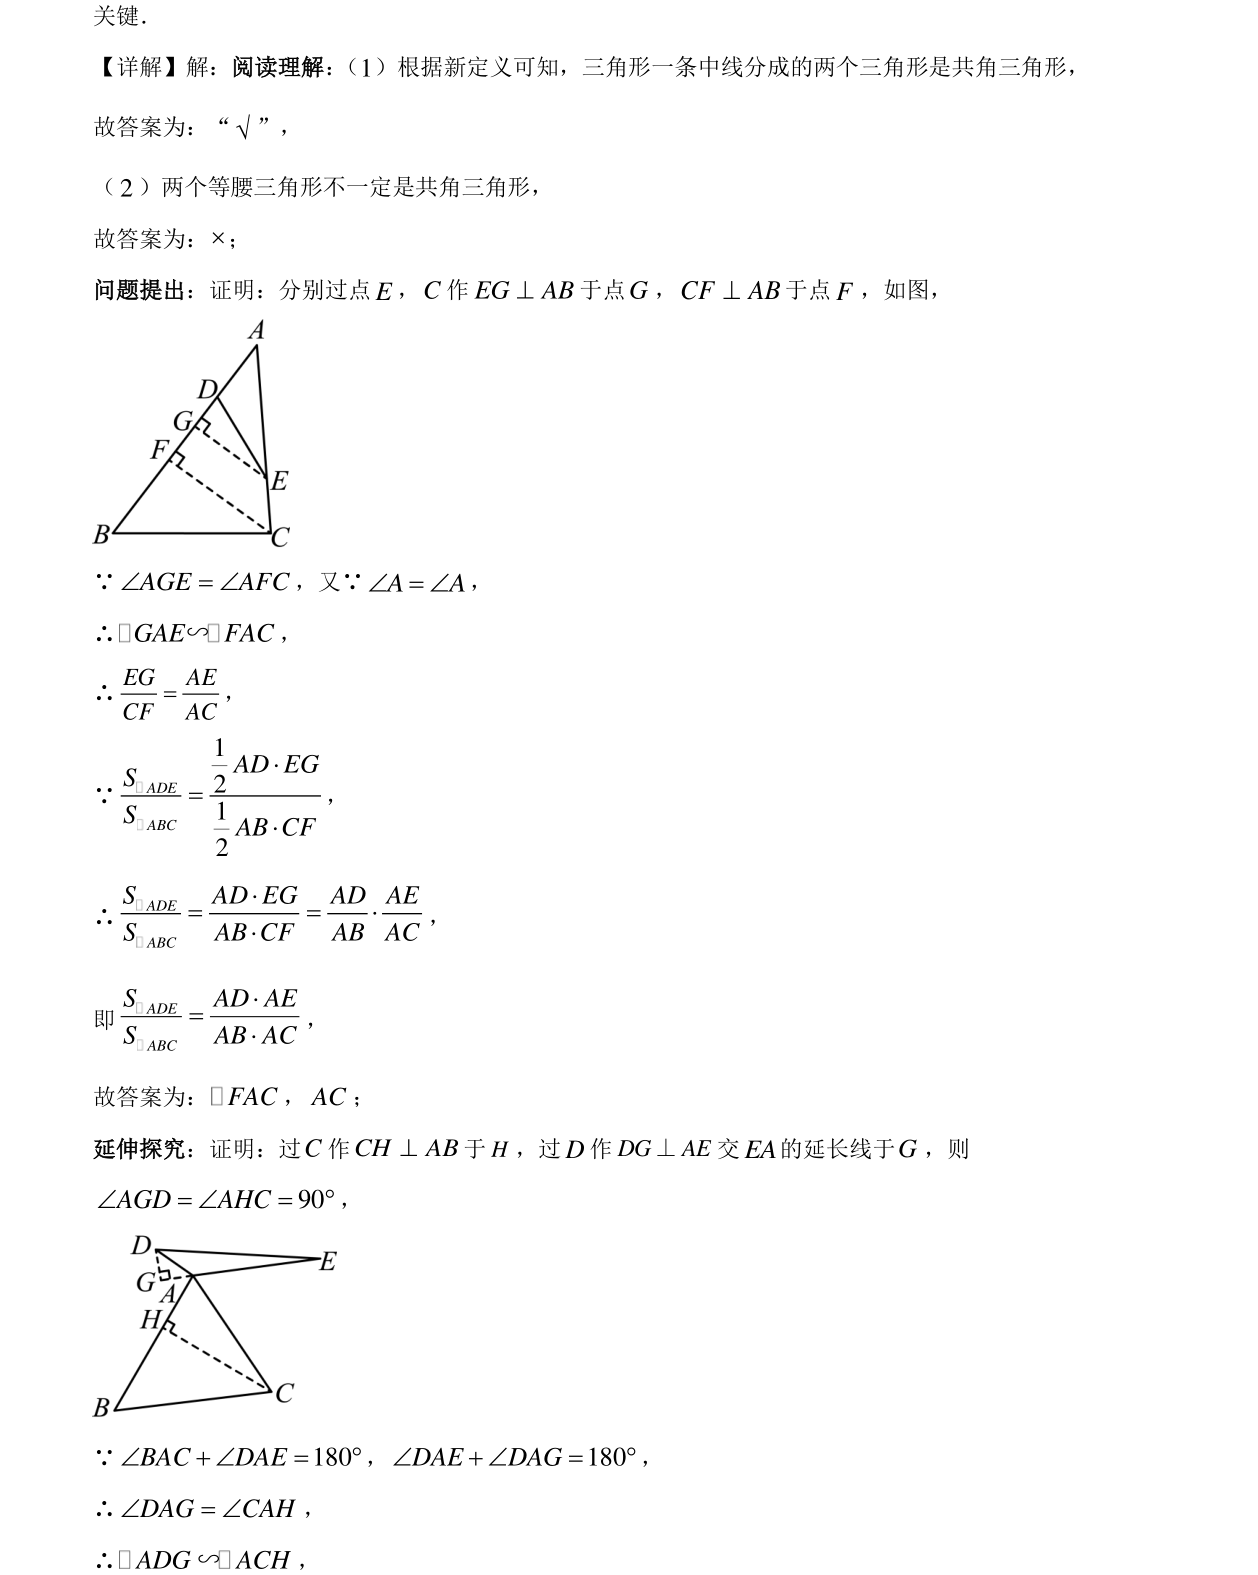 关键．
【详解】解：阅读理解：（1）根据新定义可知，三角形一条中线分成的两个三角形是共角三角形，
故答案为：“√”，
（2）两个等腰三角形不一定是共角三角形，
故答案为：×；
问题提出：证明：分别过点E，C作EG⊥AB于点G，CF⊥AB于点F，如图，
A
D
G
F
E
B
C
∵∠AGE=∠AFC，又∵∠A=∠A，
∴□GAE∽□FAC，
∴EG/CF=AE/AC，
∵S□ADE/S□ABC=(1/2 AD·EG)/(1/2 AB·CF)，
∴S□ADE/S□ABC=AD·EG/AB·CF=AD/AB·AE/AC，
即S□ADE/S□ABC=AD·AE/AB·AC，
故答案为：□FAC，AC；
延伸探究：证明：过C作CH⊥AB于H，过D作DG⊥AE交EA的延长线于G，则
∠AGD=∠AHC=90°，
D
E
G
A
H
C
B
∵∠BAC+∠DAE=180°，∠DAE+∠DAG=180°，
∴∠DAG=∠CAH，
∴□ADG∽□ACH，